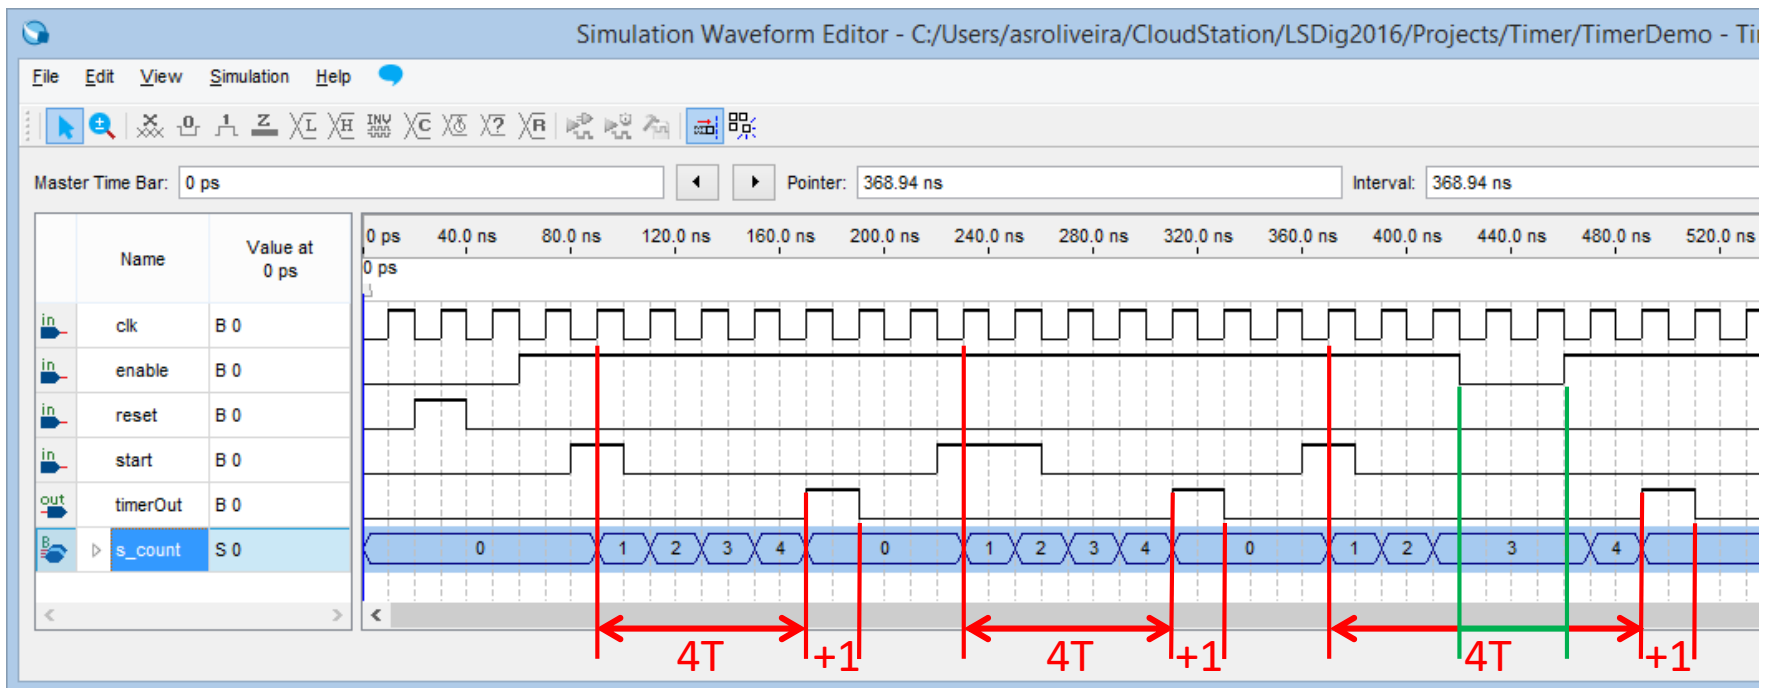 Simulation Waveform Editor - C:/Users/asroliveira/CloudStation/LSDig2016/Projects/Timer/TimerDemo - Ti
File Edit View Simulation Help
X 0 1 Z L H INV C ? R
Master Time Bar: 0 ps Pointer: 368.94 ns Interval: 368.94 ns
Name Value at 0 ps
0 ps 40.0 ns 80.0 ns 120.0 ns 160.0 ns 200.0 ns 240.0 ns 280.0 ns 320.0 ns 360.0 ns 400.0 ns 440.0 ns 480.0 ns 520.0 ns
0 ps
in clk B 0
in enable B 0
in reset B 0
in start B 0
out timerOut B 0
B s_count S 0 0 1 2 3 4 0 1 2 3 4 0 1 2 3 4
4T +1 4T +1 4T +1